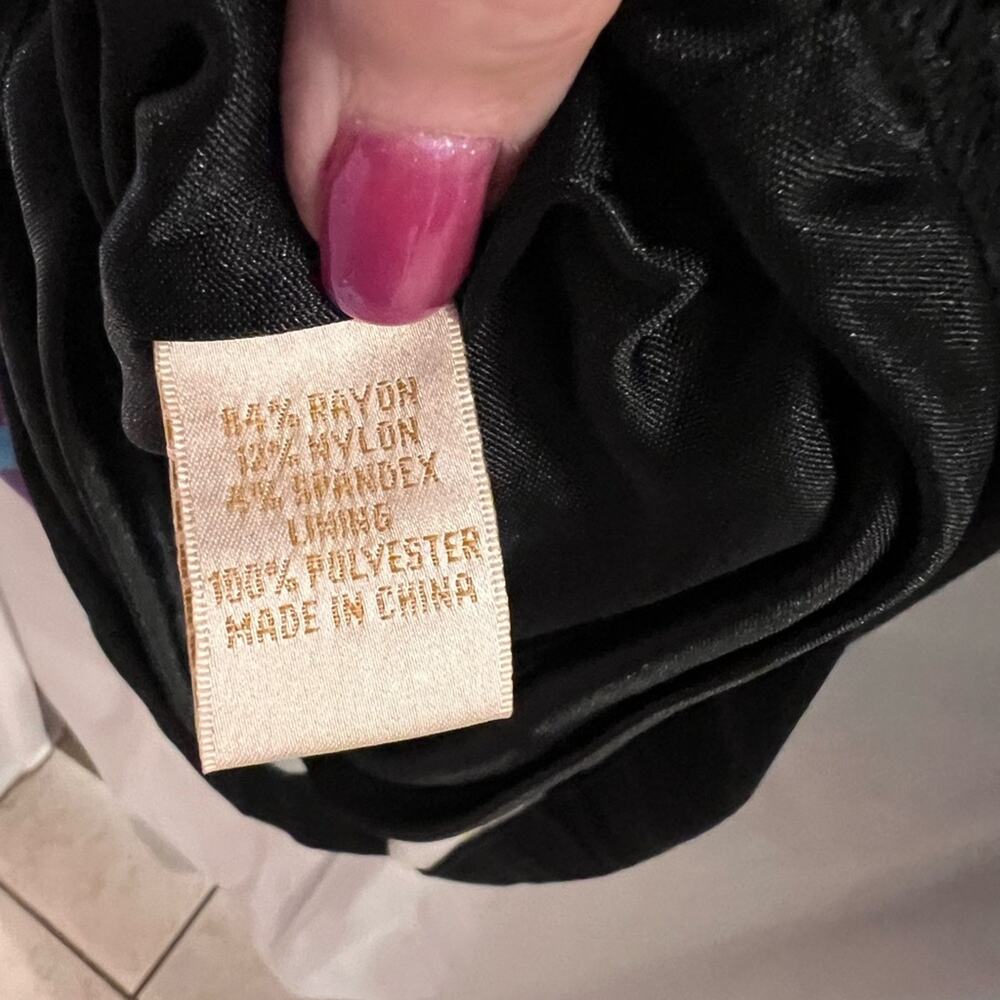 84% RAYON
12% NYLON
4% SPANDEX
LINING
100% POLYESTER
MADE IN CHINA